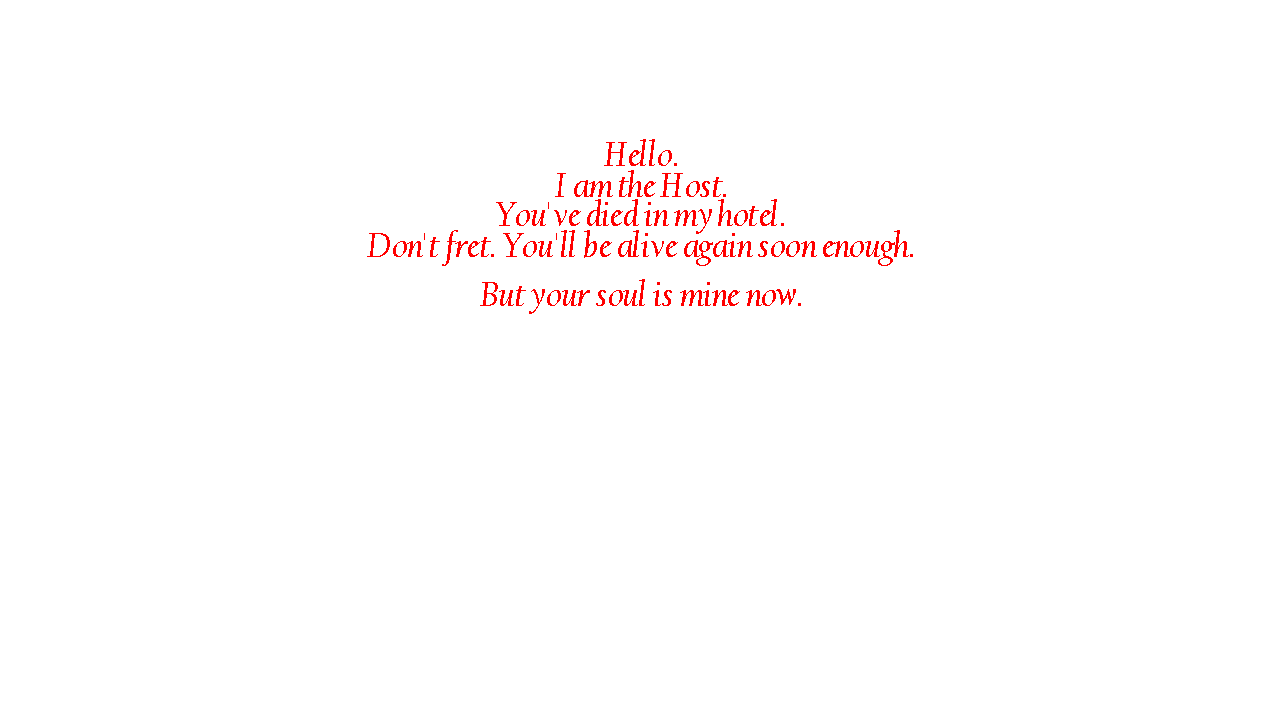 Hello.
I am the Host.
You've died in my hotel.
Don't fret. You'll be alive again soon enough.
But your soul is mine now.